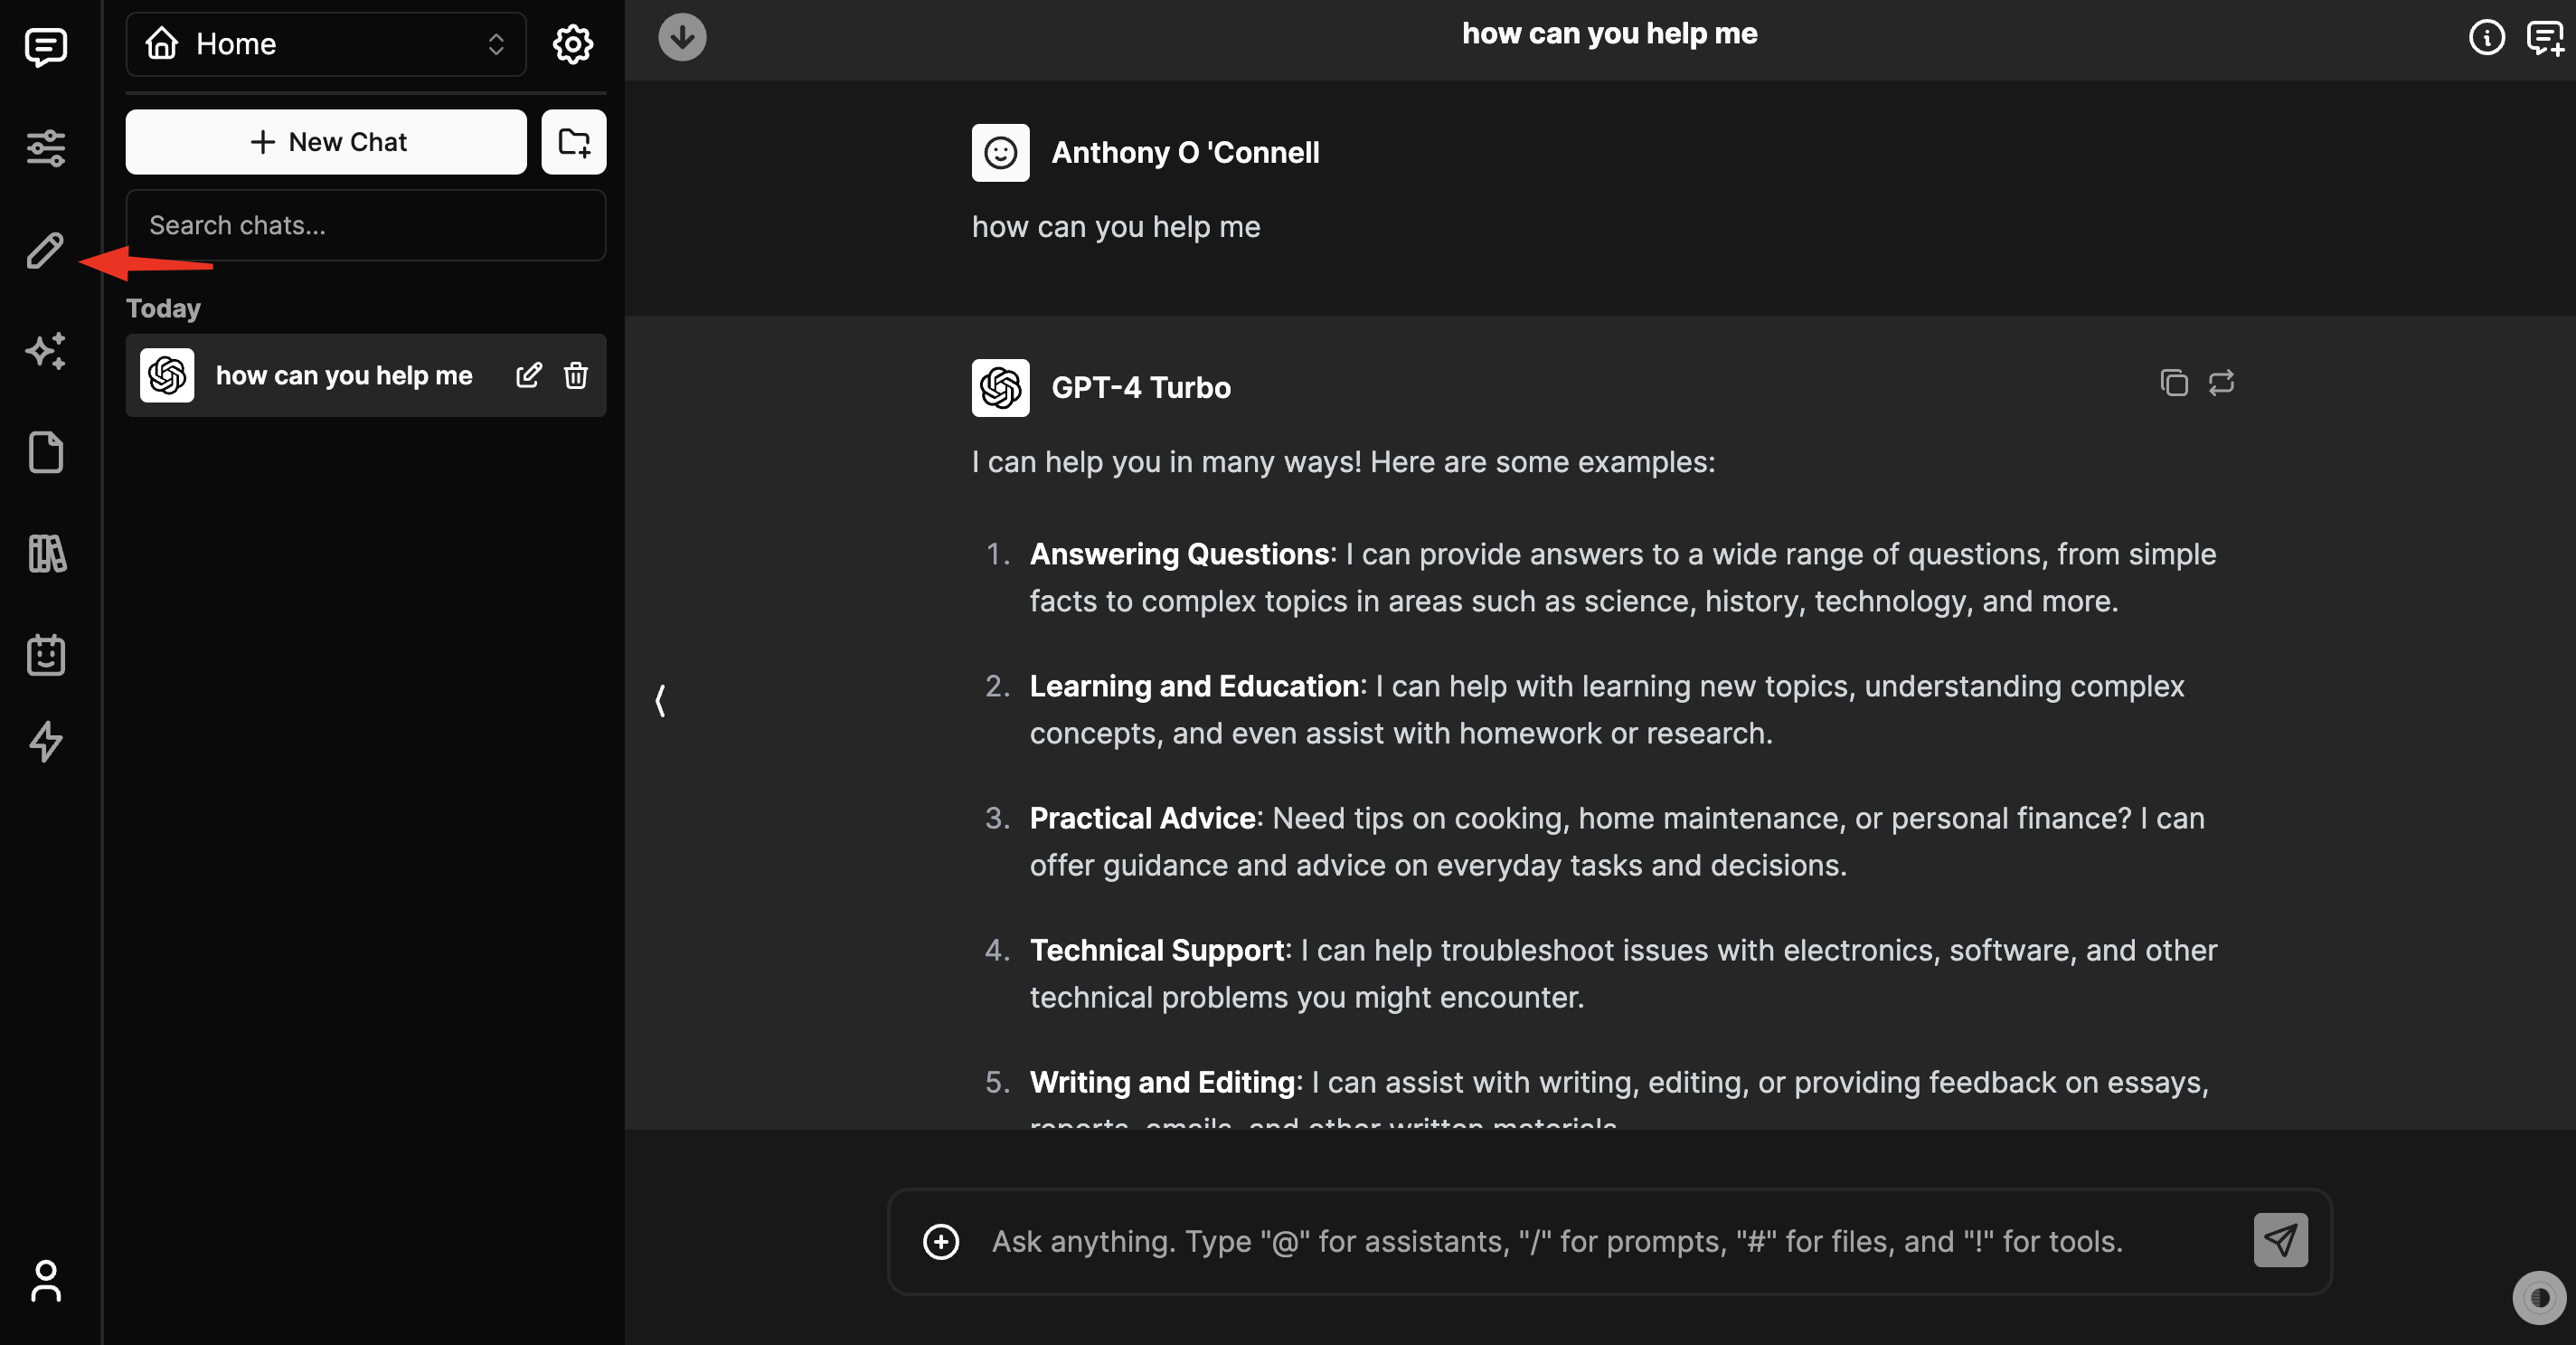 Home
how can you help me
New Chat
Search chats...
Today
how can you help me
Anthony O 'Connell
how can you help me
GPT-4 Turbo
I can help you in many ways! Here are some examples:
1. Answering Questions: I can provide answers to a wide range of questions, from simple
facts to complex topics in areas such as science, history, technology, and more.
2. Learning and Education: I can help with learning new topics, understanding complex
concepts, and even assist with homework or research.
3. Practical Advice: Need tips on cooking, home maintenance, or personal finance? I can
offer guidance and advice on everyday tasks and decisions.
4. Technical Support: I can help troubleshoot issues with electronics, software, and other
technical problems you might encounter.
5. Writing and Editing: I can assist with writing, editing, or providing feedback on essays,
reports, emails, and other written materials.
Ask anything. Type "@" for assistants, "/" for prompts, "#" for files, and "!" for tools.